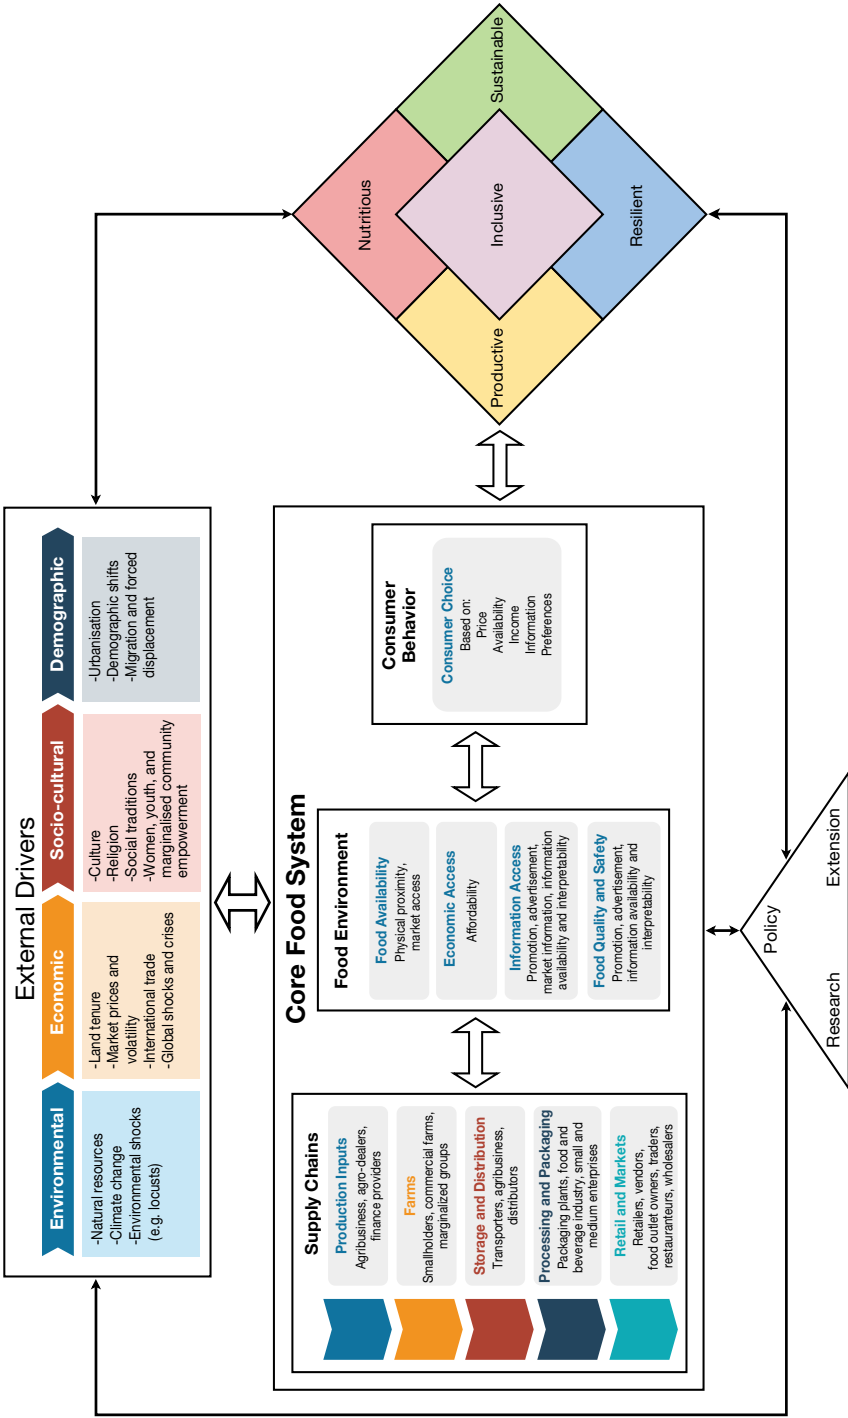 External Drivers
Environmental
-Natural resources
-Climate change
-Environmental shocks
(e.g. locusts)
Economic
-Land tenure
-Market prices and
volatility
-International trade
-Global shocks and crises
Socio-cultural
-Culture
-Religion
-Social traditions
-Women, youth, and
marginalised community
empowerment
Demographic
-Urbanisation
-Demographic shifts
-Migration and forced
displacement
Core Food System
Supply Chains
Production Inputs
Agribusiness, agro-dealers,
finance providers
Farms
Smallholders, commercial farms,
marginalized groups
Storage and Distribution
Transporters, agribusiness,
distributors
Processing and Packaging
Packaging plants, food and
beverage industry, small and
medium enterprises
Retail and Markets
Retailers, vendors,
food outlet owners, traders,
restauranteurs, wholesalers
Food Environment
Food Availability
Physical proximity,
market access
Economic Access
Affordability
Information Access
Promotion, advertisement,
market information, information
availability and interpretability
Food Quality and Safety
Promotion, advertisement,
information availability and
interpretability
Consumer
Behavior
Consumer Choice
Based on:
Price
Availability
Income
Information
Preferences
Nutritious
Productive
Inclusive
Sustainable
Resilient
Policy
Research
Extension